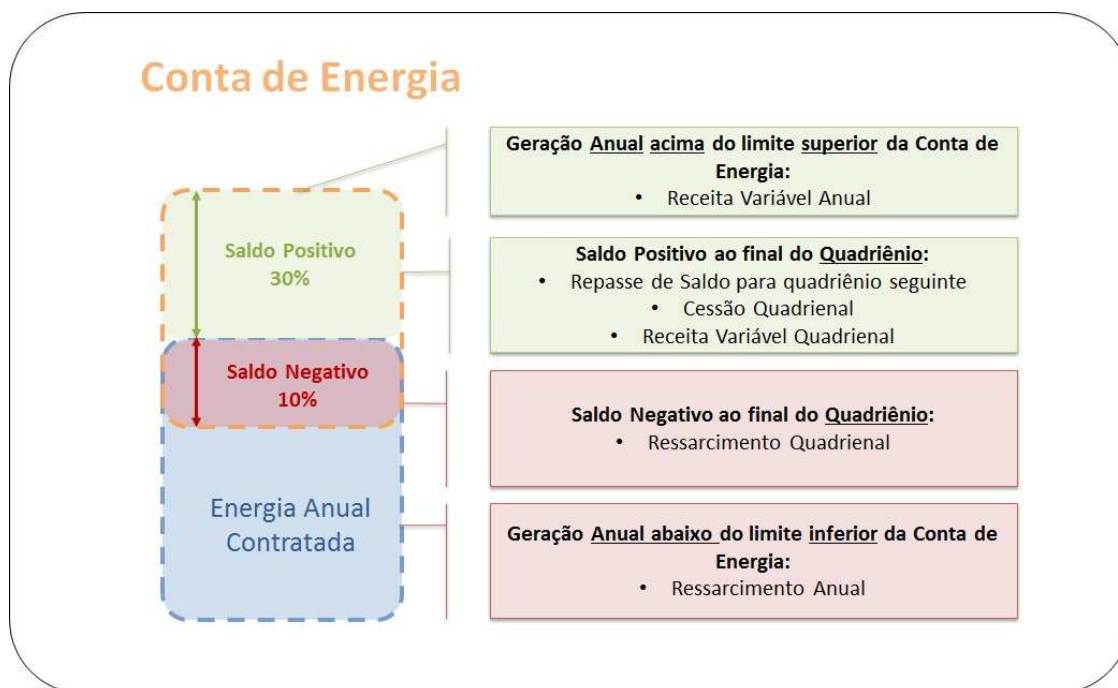 Conta de Energia
Geração Anual acima do limite superior da Conta de
Energia:
• Receita Variável Anual
Saldo Positivo
30%
Saldo Positivo ao final do Quadriênio:
• Repasse de Saldo para quadriênio seguinte
• Cessão Quadrienal
• Receita Variável Quadrienal
Saldo Negativo
10%
Saldo Negativo ao final do Quadriênio:
• Ressarcimento Quadrienal
Energia Anual
Contratada
Geração Anual abaixo do limite inferior da Conta de
Energia:
• Ressarcimento Anual